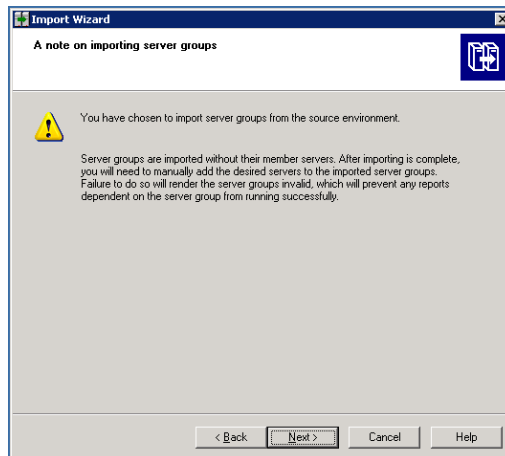 Import Wizard
A note on importing server groups
You have chosen to import server groups from the source environment.
Server groups are imported without their member servers. After importing is complete,
you will need to manually add the desired servers to the imported server groups.
Failure to do so will render the server groups invalid, which will prevent any reports
dependent on the server group from running successfully.
< Back
Next >
Cancel
Help